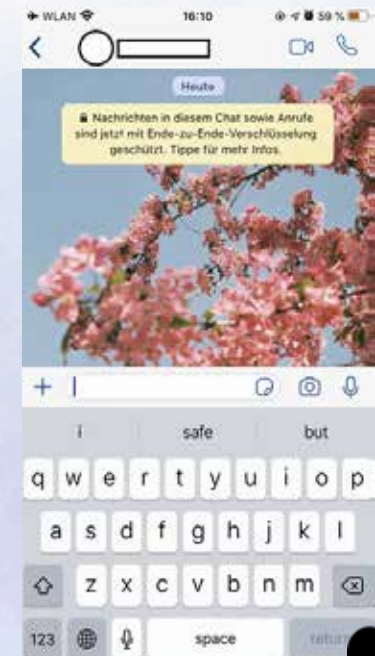 WLAN 16:10 59 %
Heute
Nachrichten in diesem Chat sowie Anrufe
sind jetzt mit Ende-zu-Ende-Verschlüsselung
geschützt. Tippe für mehr Infos.
i safe but
q w e r t y u i o p
a s d f g h j k l
z x c v b n m
123 space return